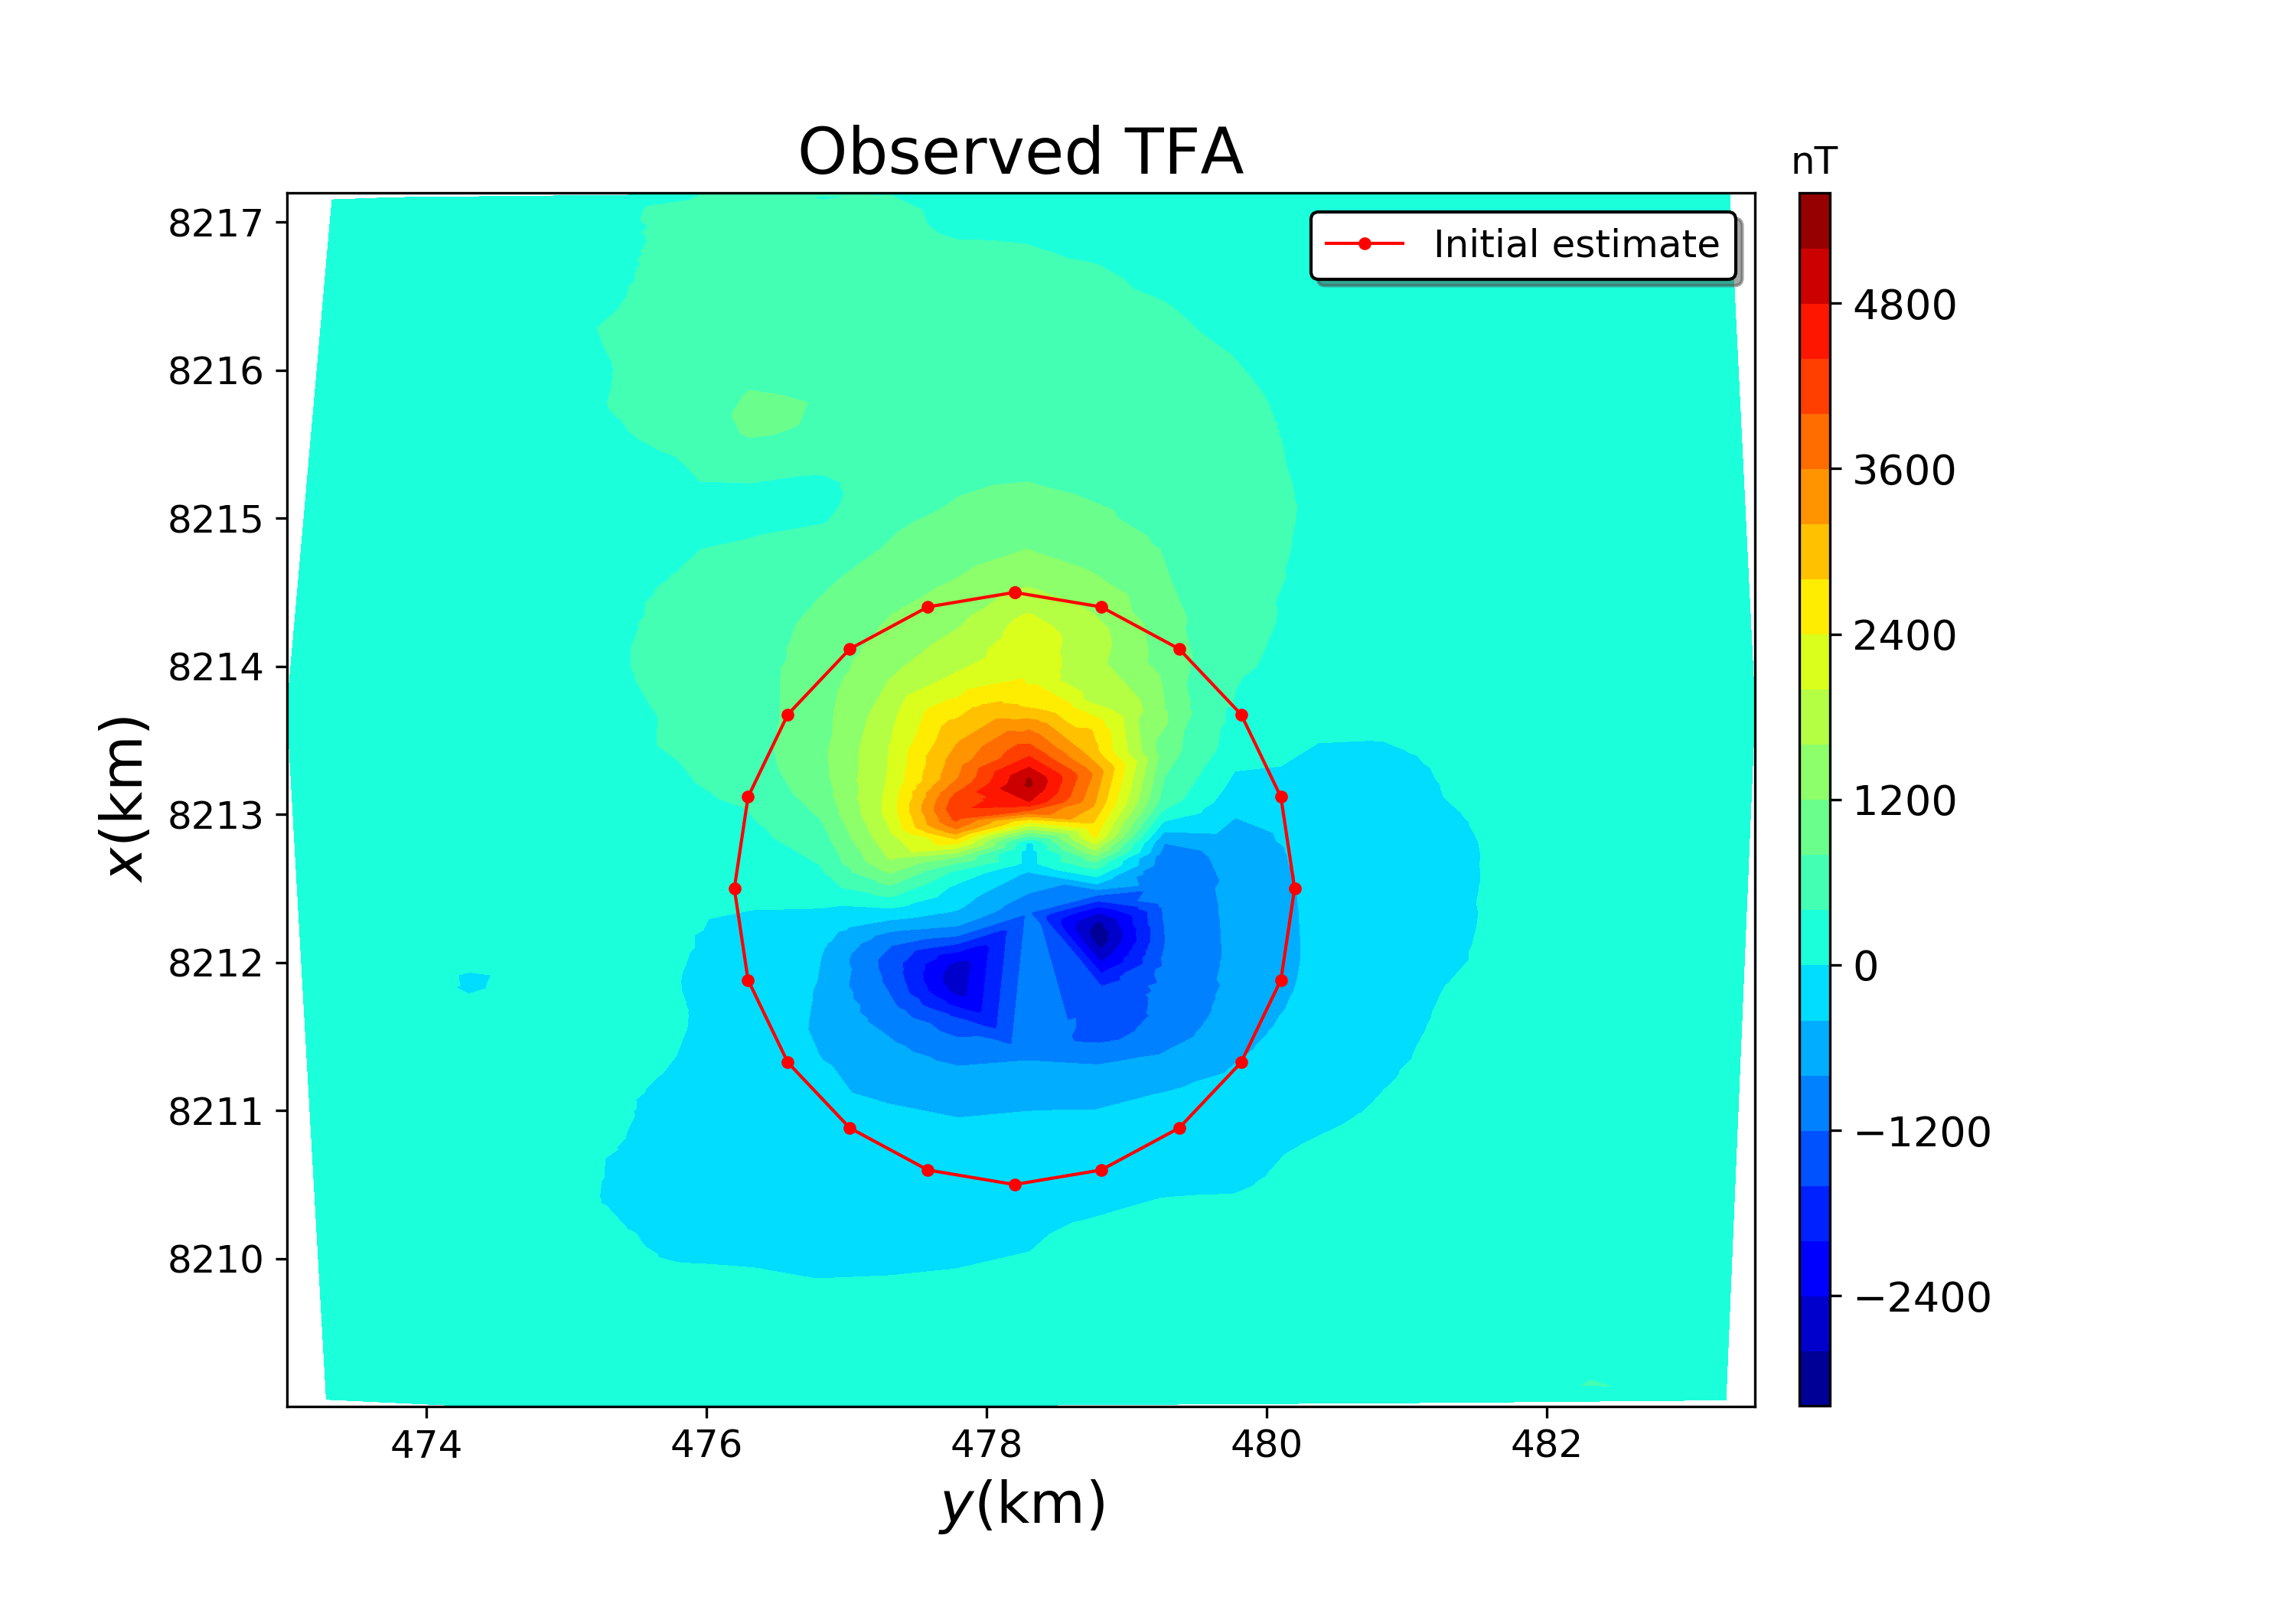 Observed TFA
nT
Initial estimate
8217
8216
8215
8214
8213
8212
8211
8210
x(km)
474 476 478 480 482
y(km)
4800
3600
2400
1200
0
−1200
−2400